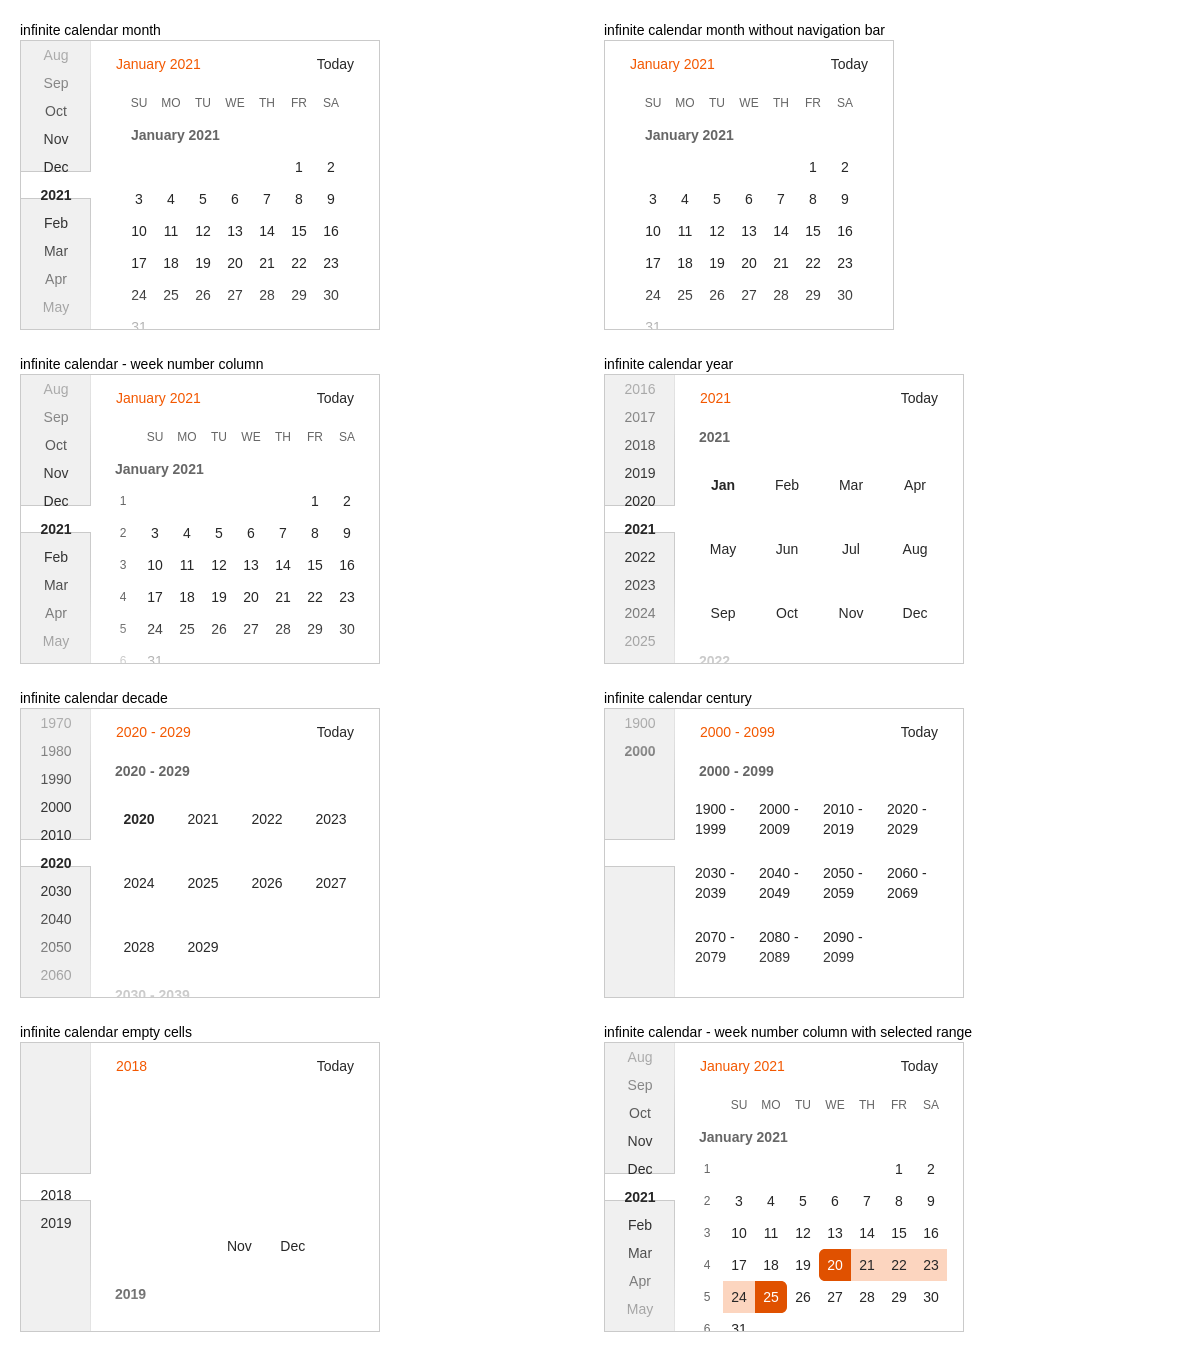 infinite calendar month
Aug
Sep
Oct
Nov
Dec
2021
Feb
Mar
Apr
May
January 2021 Today
SU MO TU WE TH FR SA
January 2021
1 2
3 4 5 6 7 8 9
10 11 12 13 14 15 16
17 18 19 20 21 22 23
24 25 26 27 28 29 30
31
infinite calendar month without navigation bar
January 2021 Today
SU MO TU WE TH FR SA
January 2021
1 2
3 4 5 6 7 8 9
10 11 12 13 14 15 16
17 18 19 20 21 22 23
24 25 26 27 28 29 30
31
infinite calendar - week number column
Aug
Sep
Oct
Nov
Dec
2021
Feb
Mar
Apr
May
January 2021 Today
SU MO TU WE TH FR SA
January 2021
1 1 2
2 3 4 5 6 7 8 9
3 10 11 12 13 14 15 16
4 17 18 19 20 21 22 23
5 24 25 26 27 28 29 30
6 31
infinite calendar year
2016
2017
2018
2019
2020
2021
2022
2023
2024
2025
2021 Today
2021
Jan Feb Mar Apr
May Jun Jul Aug
Sep Oct Nov Dec
2022
infinite calendar decade
1970
1980
1990
2000
2010
2020
2030
2040
2050
2060
2020 - 2029 Today
2020 - 2029
2020 2021 2022 2023
2024 2025 2026 2027
2028 2029
2030 - 2039
infinite calendar century
1900
2000
2000 - 2099 Today
2000 - 2099
1900 - 2000 - 2010 - 2020 -
1999 2009 2019 2029
2030 - 2040 - 2050 - 2060 -
2039 2049 2059 2069
2070 - 2080 - 2090 -
2079 2089 2099
infinite calendar empty cells
2018
2019
2018 Today
Nov Dec
2019
infinite calendar - week number column with selected range
Aug
Sep
Oct
Nov
Dec
2021
Feb
Mar
Apr
May
January 2021 Today
SU MO TU WE TH FR SA
January 2021
1 1 2
2 3 4 5 6 7 8 9
3 10 11 12 13 14 15 16
4 17 18 19 20 21 22 23
5 24 25 26 27 28 29 30
6 31